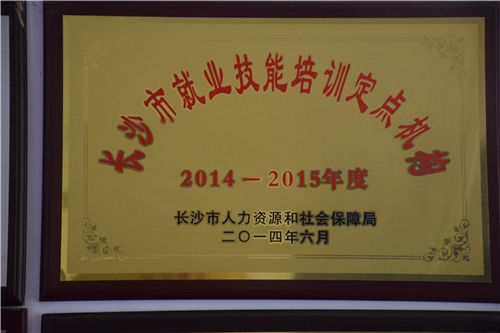 长沙市就业技能培训定点机构
2014－2015年度
长沙市人力资源和社会保障局
二〇一四年六月